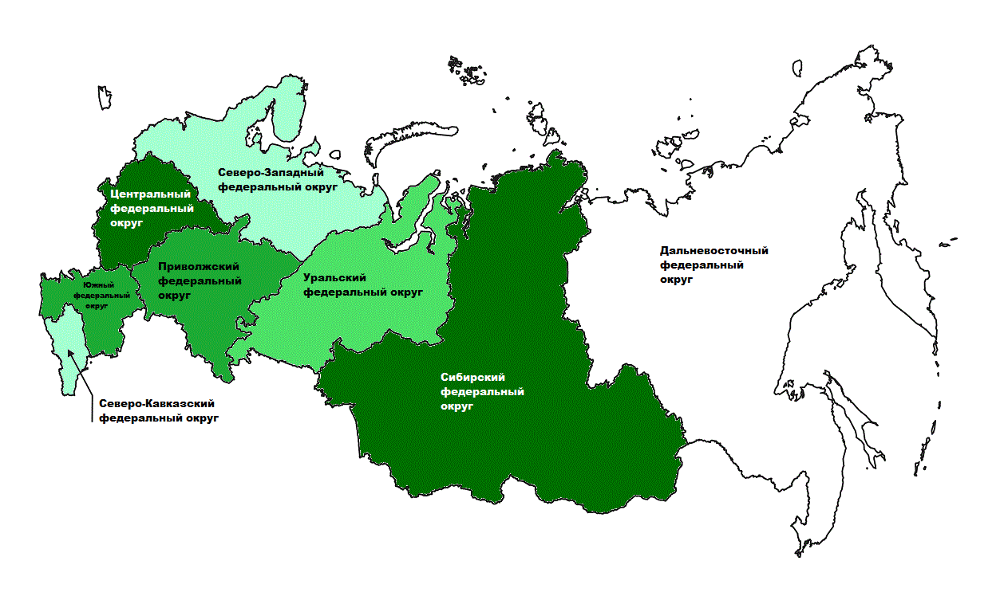 Северо-Западный
федеральный округ
Центральный
федеральный
округ
Приволжский
федеральный
округ
Южный
федеральный
округ
Уральский
федеральный округ
Дальневосточный
федеральный
округ
Сибирский
федеральный
округ
Северо-Кавказский
федеральный округ